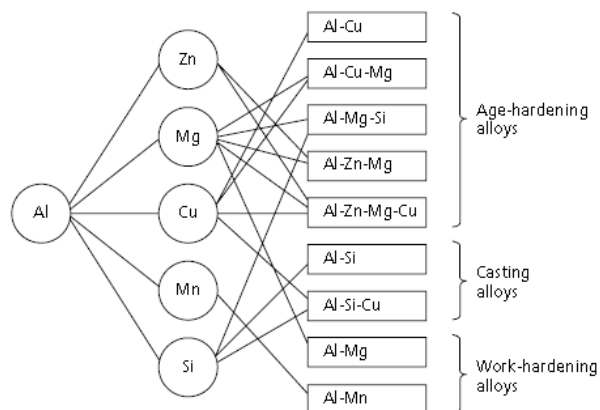 Al
Zn
Mg
Cu
Mn
Si
Al-Cu
Al-Cu-Mg
Al-Mg-Si
Al-Zn-Mg
Al-Zn-Mg-Cu
Al-Si
Al-Si-Cu
Al-Mg
Al-Mn
Age-hardening
alloys
Casting
alloys
Work-hardening
alloys